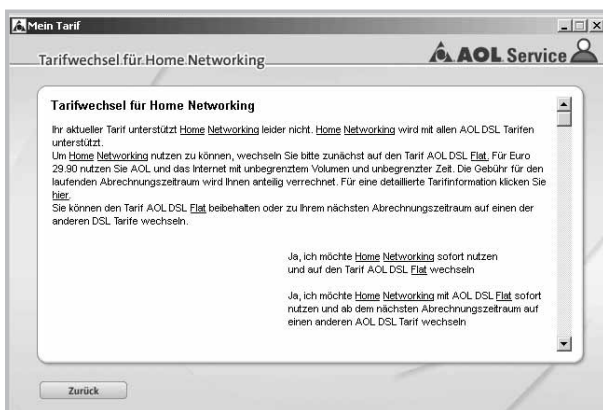 Mein Tarif
Tarifwechsel für Home Networking
AOL Service
Tarifwechsel für Home Networking
Ihr aktueller Tarif unterstützt Home Networking leider nicht. Home Networking wird mit allen AOL DSL Tarifen
unterstützt.
Um Home Networking nutzen zu können, wechseln Sie bitte zunächst auf den Tarif AOL DSL Flat. Für Euro
29.90 nutzen Sie AOL und das Internet mit unbegrenztem Volumen und unbegrenzter Zeit. Die Gebühr für den
laufenden Abrechnungszeitraum wird Ihnen anteilig verrechnet. Für eine detaillierte Tarifinformation klicken Sie
hier.
Sie können den Tarif AOL DSL Flat beibehalten oder zu Ihrem nächsten Abrechnungszeitraum auf einen der
anderen DSL Tarife wechseln.
Ja, ich möchte Home Networking sofort nutzen
und auf den Tarif AOL DSL Flat wechseln
Ja, ich möchte Home Networking mit AOL DSL Flat sofort
nutzen und ab dem nächsten Abrechnungszeitraum auf
einen anderen AOL DSL Tarif wechseln
Zurück